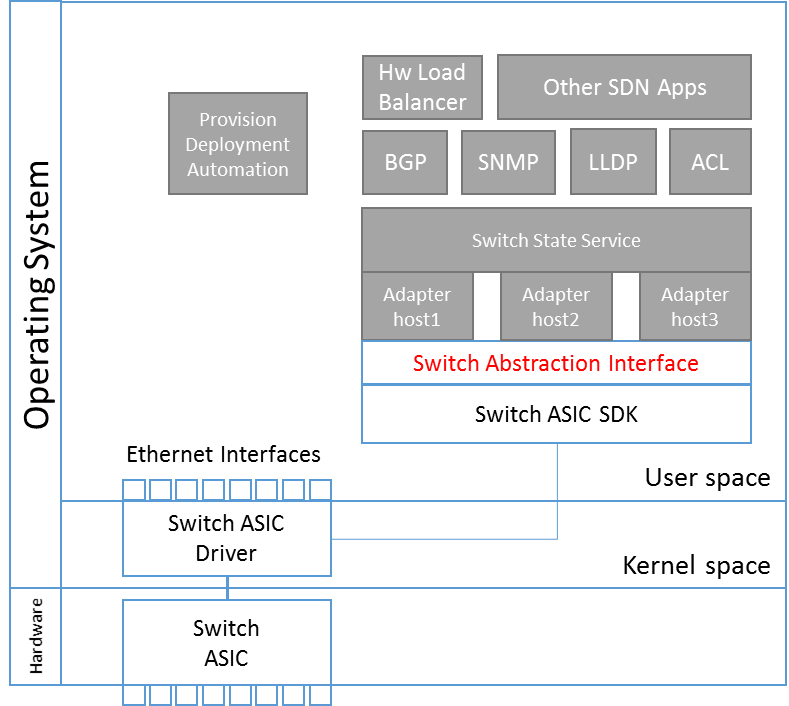 Operating System
Hardware
Hw Load
Balancer
Other SDN Apps
Provision
Deployment
Automation
BGP
SNMP
LLDP
ACL
Switch State Service
Adapter
host1
Adapter
host2
Adapter
host3
Switch Abstraction Interface
Switch ASIC SDK
Ethernet Interfaces
User space
Switch ASIC
Driver
Kernel space
Switch
ASIC